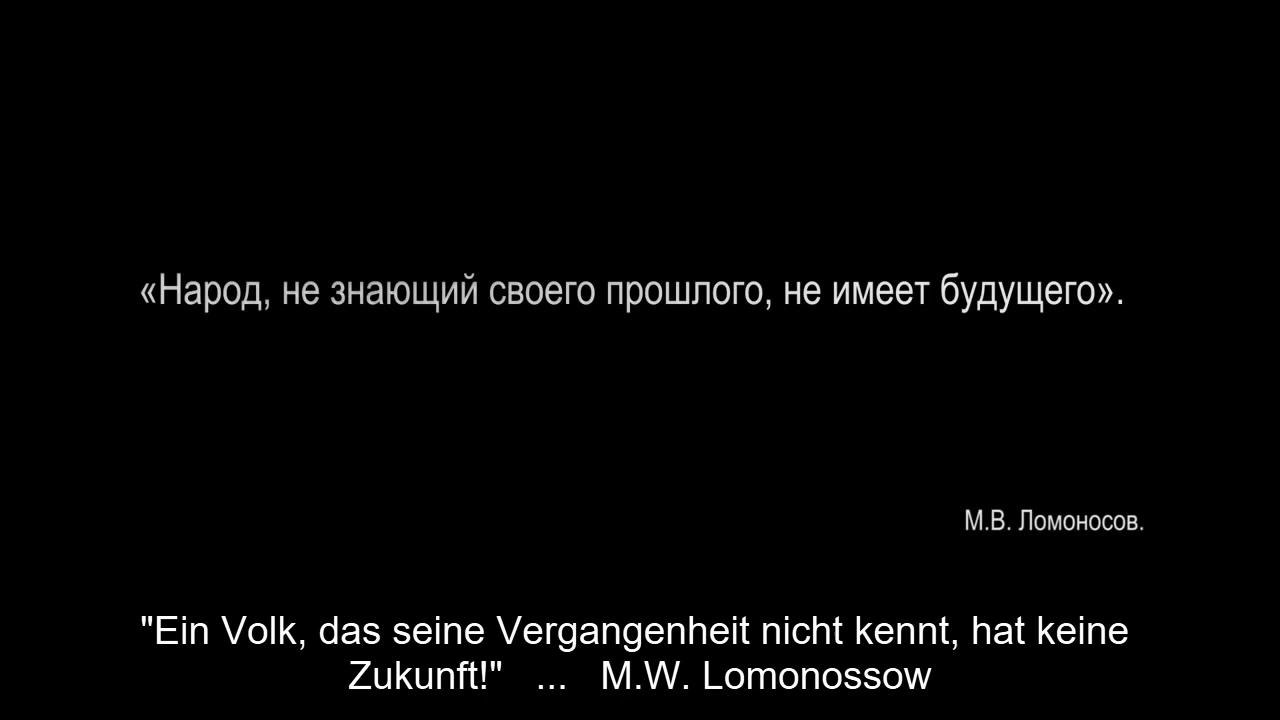 «Народ, не знающий своего прошлого, не имеет будущего».
М.В. Ломоносов.
"Ein Volk, das seine Vergangenheit nicht kennt, hat keine
Zukunft!" ... M.W. Lomonossow